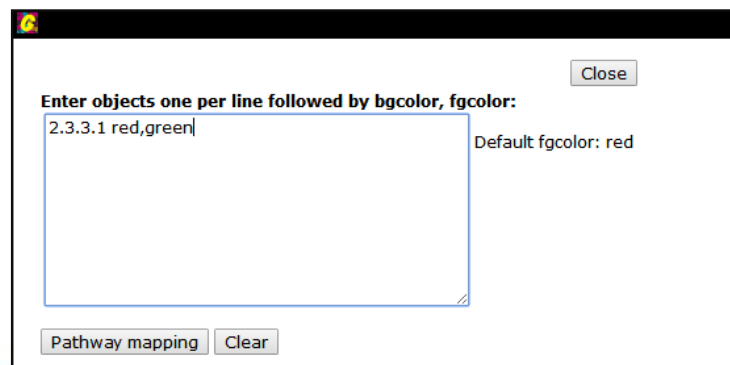 G
Close
Enter objects one per line followed by bgcolor, fgcolor:
2.3.3.1 red,green
Default fgcolor: red
Pathway mapping Clear